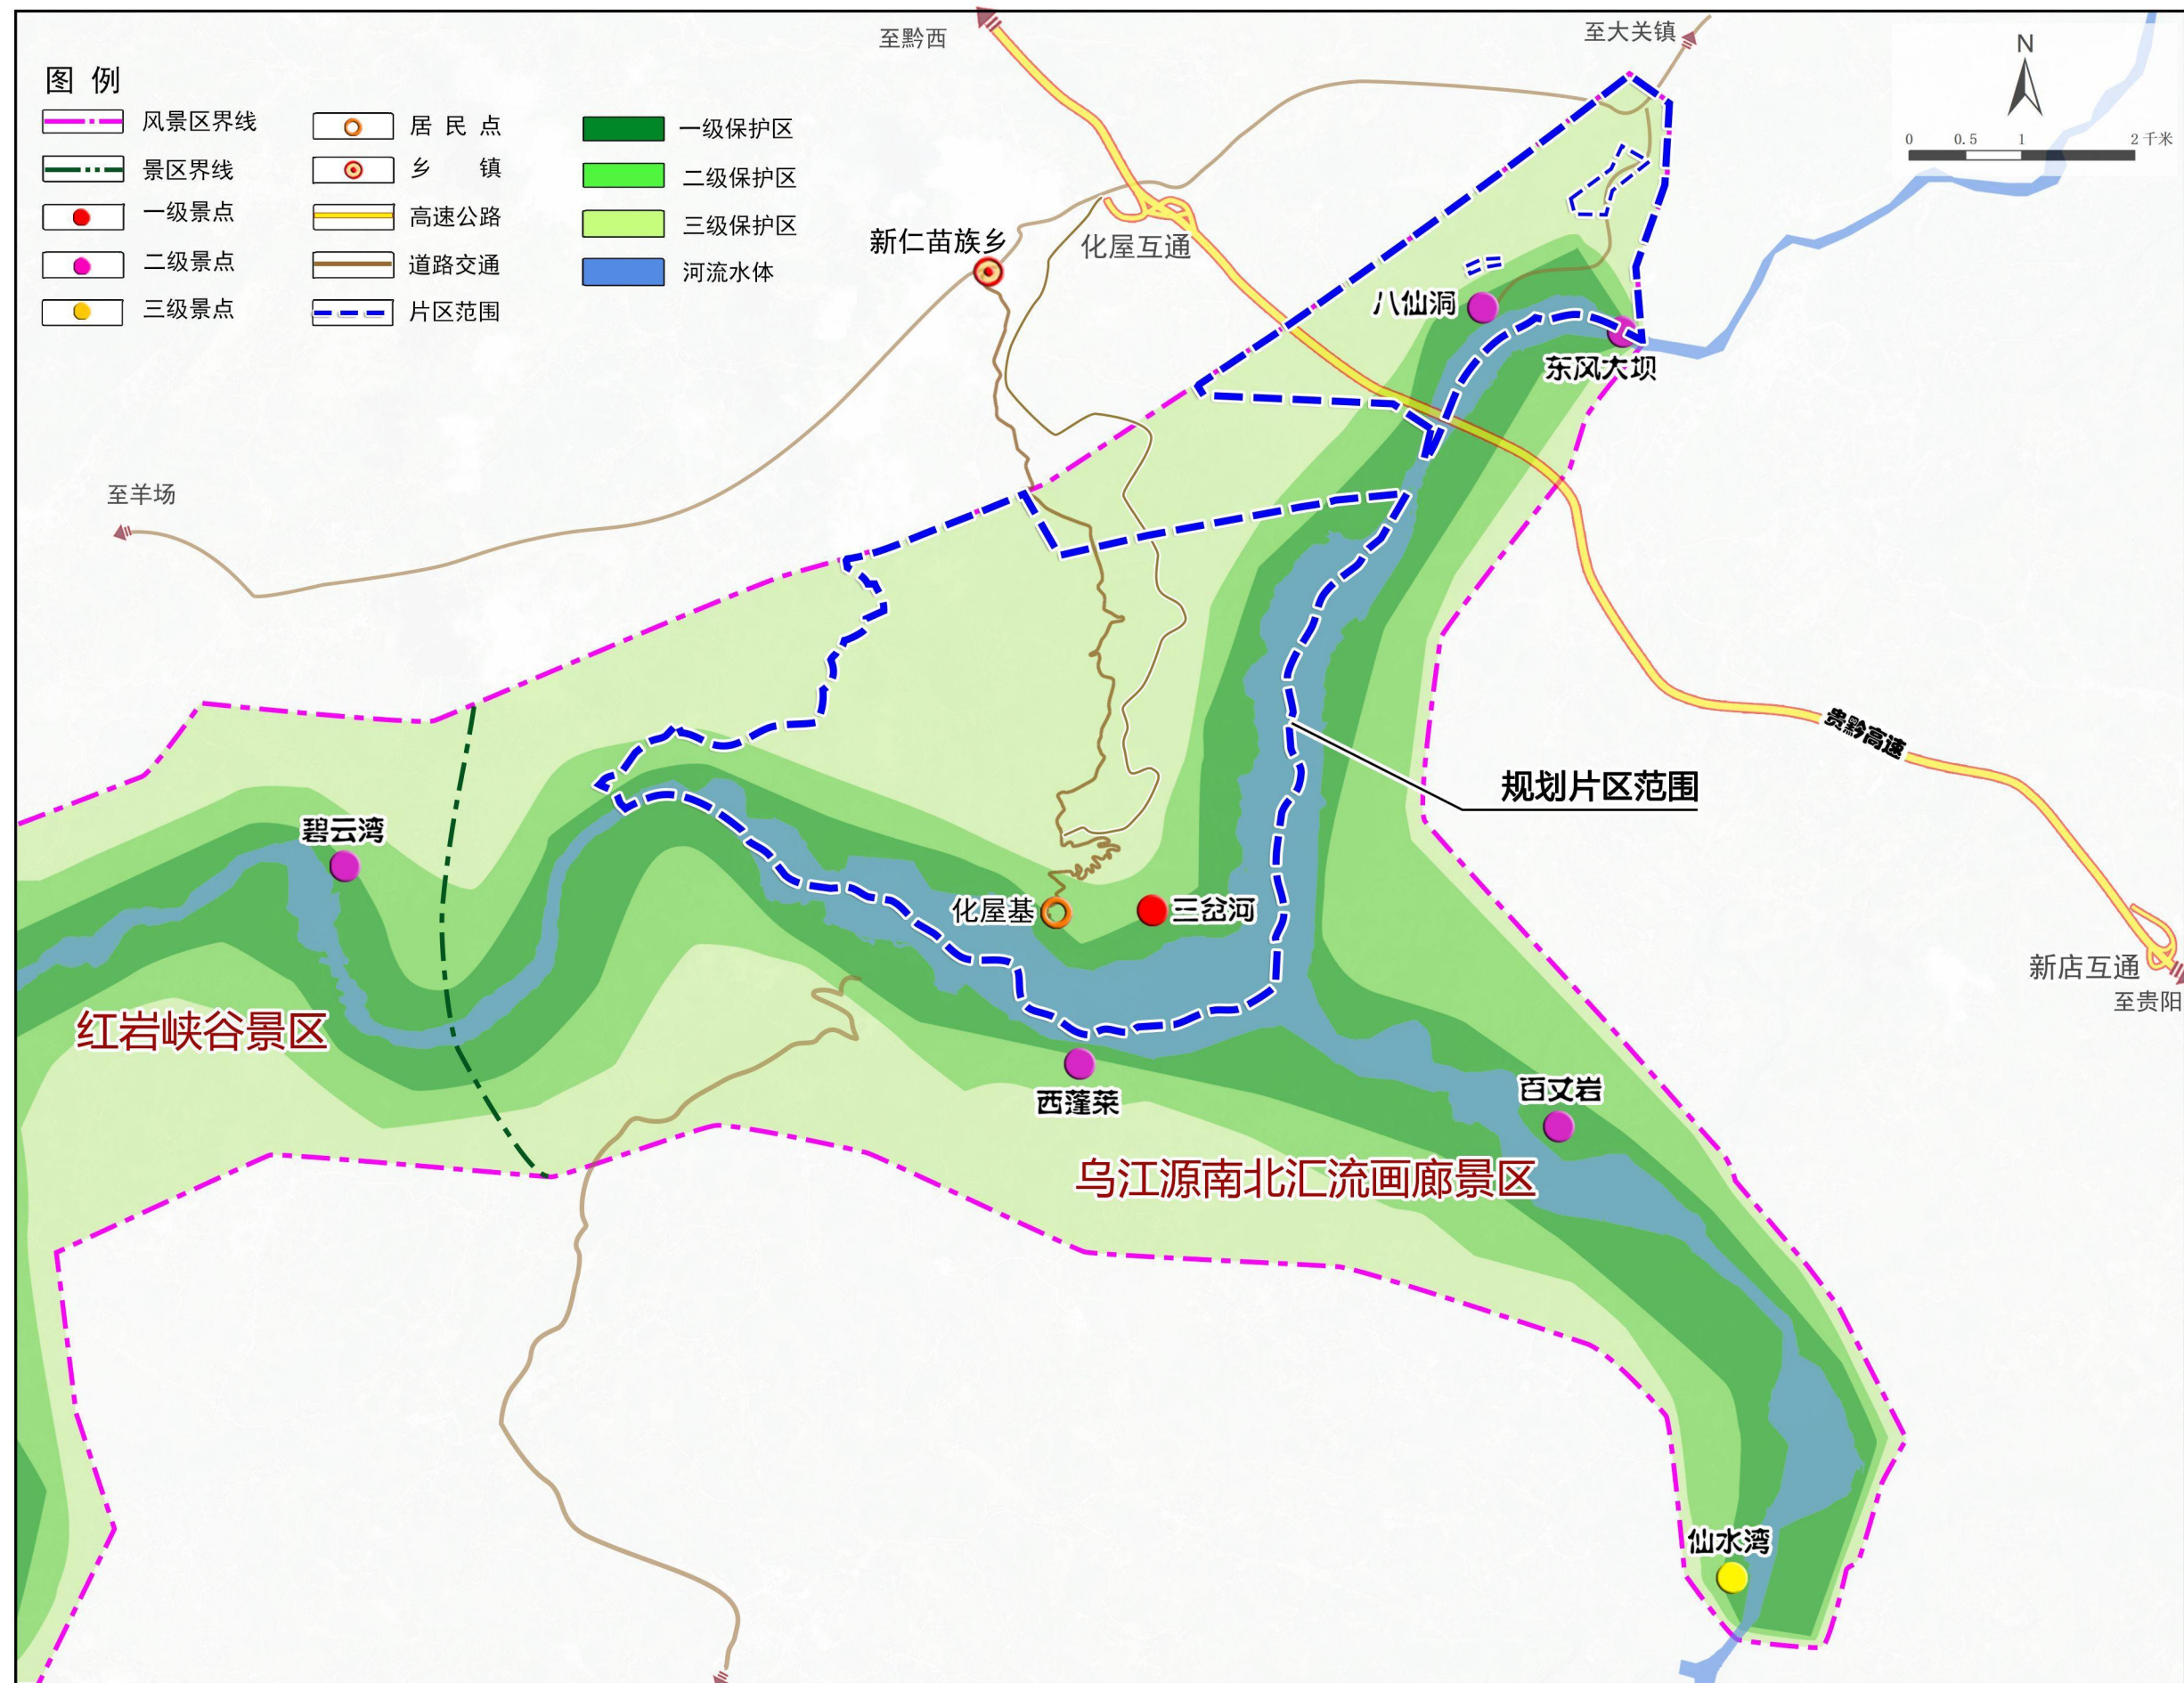 至黔西
至大关镇
N
0 0.5 1 2 千米
图 例
风景区界线
景区界线
一级景点
二级景点
三级景点
居 民 点
乡 镇
高速公路
道路交通
片区范围
一级保护区
二级保护区
三级保护区
河流水体
新仁苗族乡
化屋互通
八仙洞
东风大坝
至羊场
贵黔高速
规划片区范围
碧云湾
化屋基
三岔河
新店互通
至贵阳
红岩峡谷景区
西蓬莱
百丈岩
乌江源南北汇流画廊景区
仙水湾